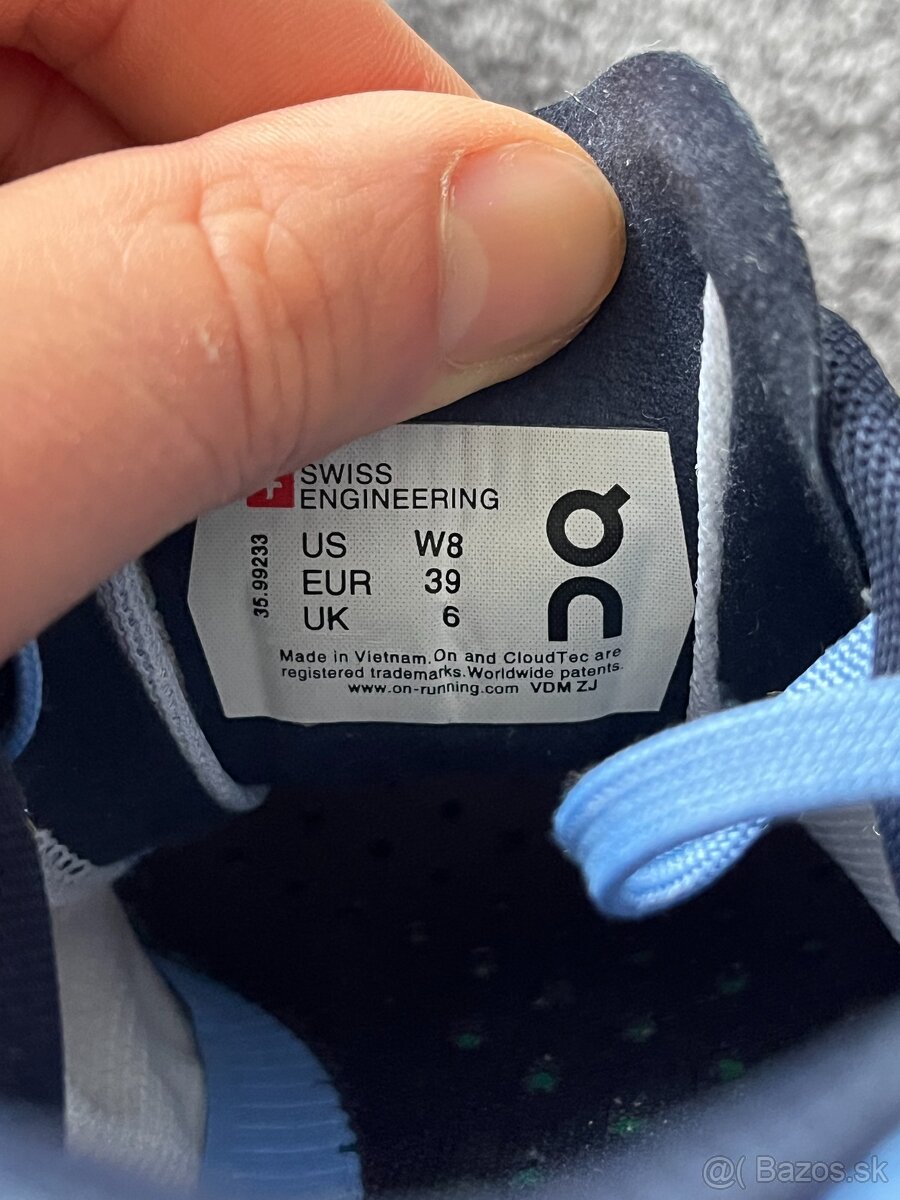 SWISS
ENGINEERING
US W8
EUR 39
UK 6
35.99233
On
Made in Vietnam. On and CloudTec are
registered trademarks. Worldwide patents.
www.on-running.com VDM ZJ
@( Bazos.sk